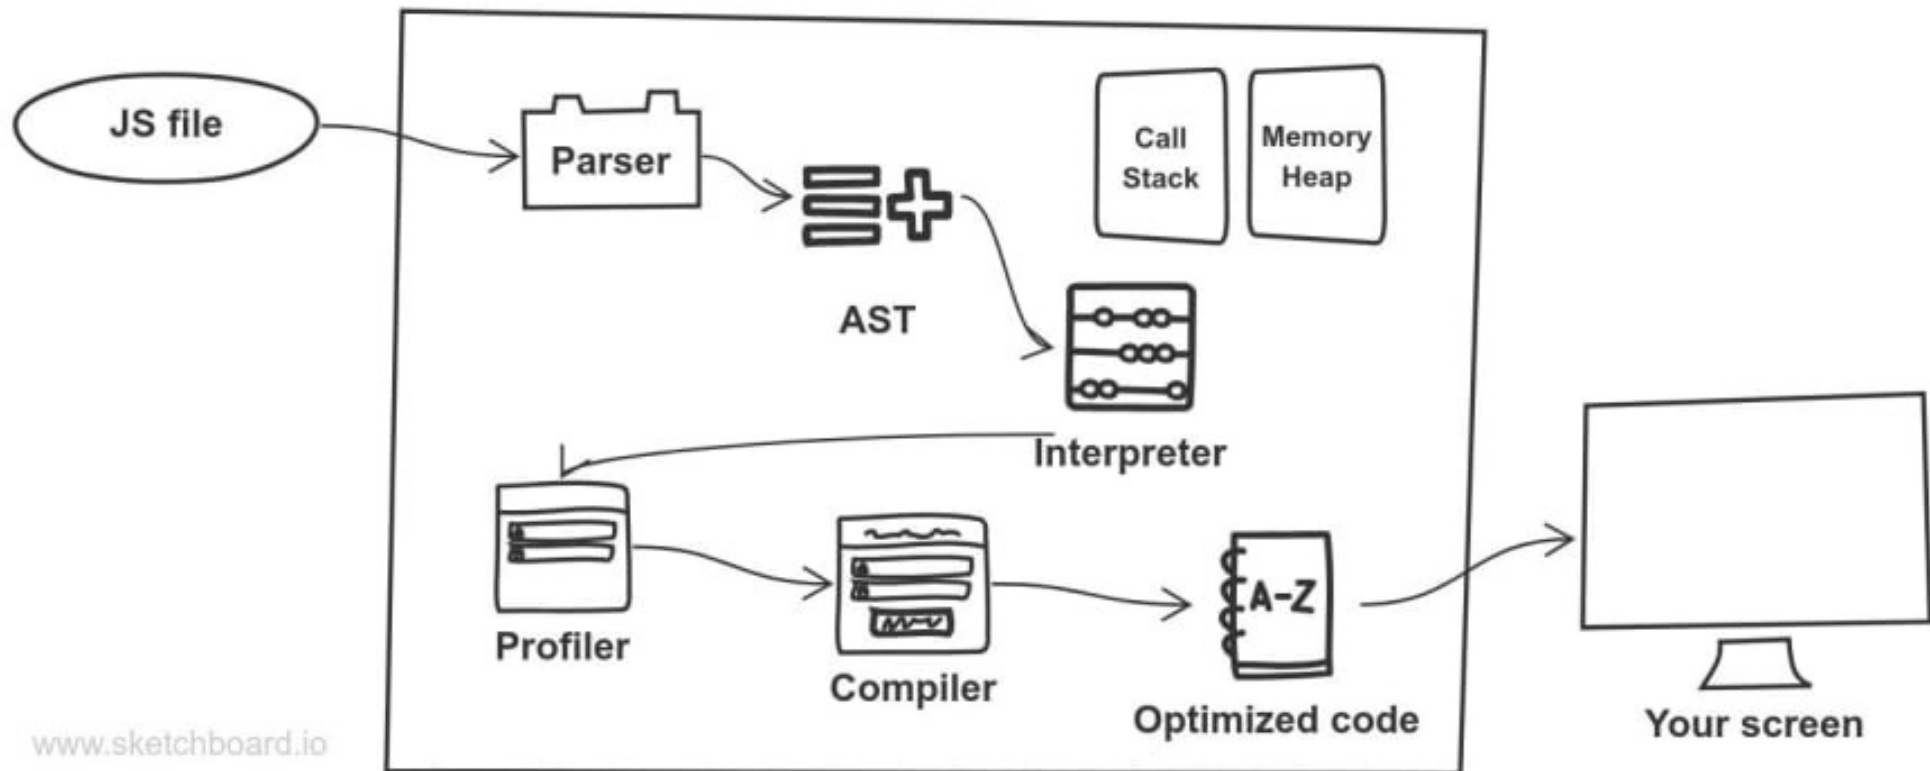 JS file
Parser
Call
Stack
Memory
Heap
AST
Interpreter
A-Z
Profiler
Compiler
Optimized code
Your screen
www.sketchboard.io